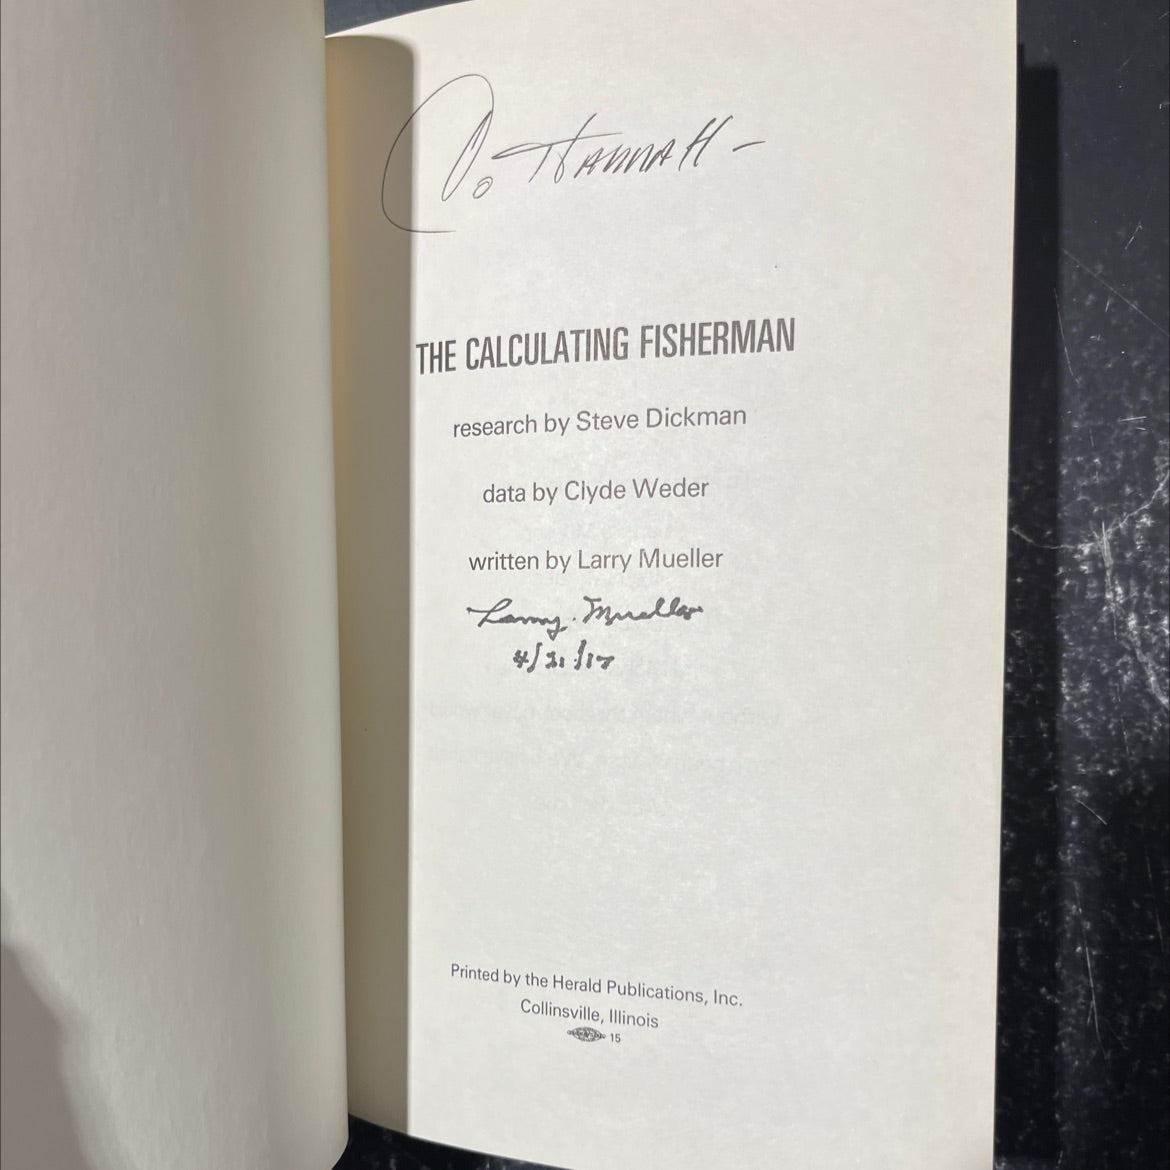 HANNAH -
THE CALCULATING FISHERMAN
research by Steve Dickman
data by Clyde Weder
written by Larry Mueller
Larry Mueller
4/21/17
Printed by the Herald Publications, Inc.
Collinsville, Illinois
15